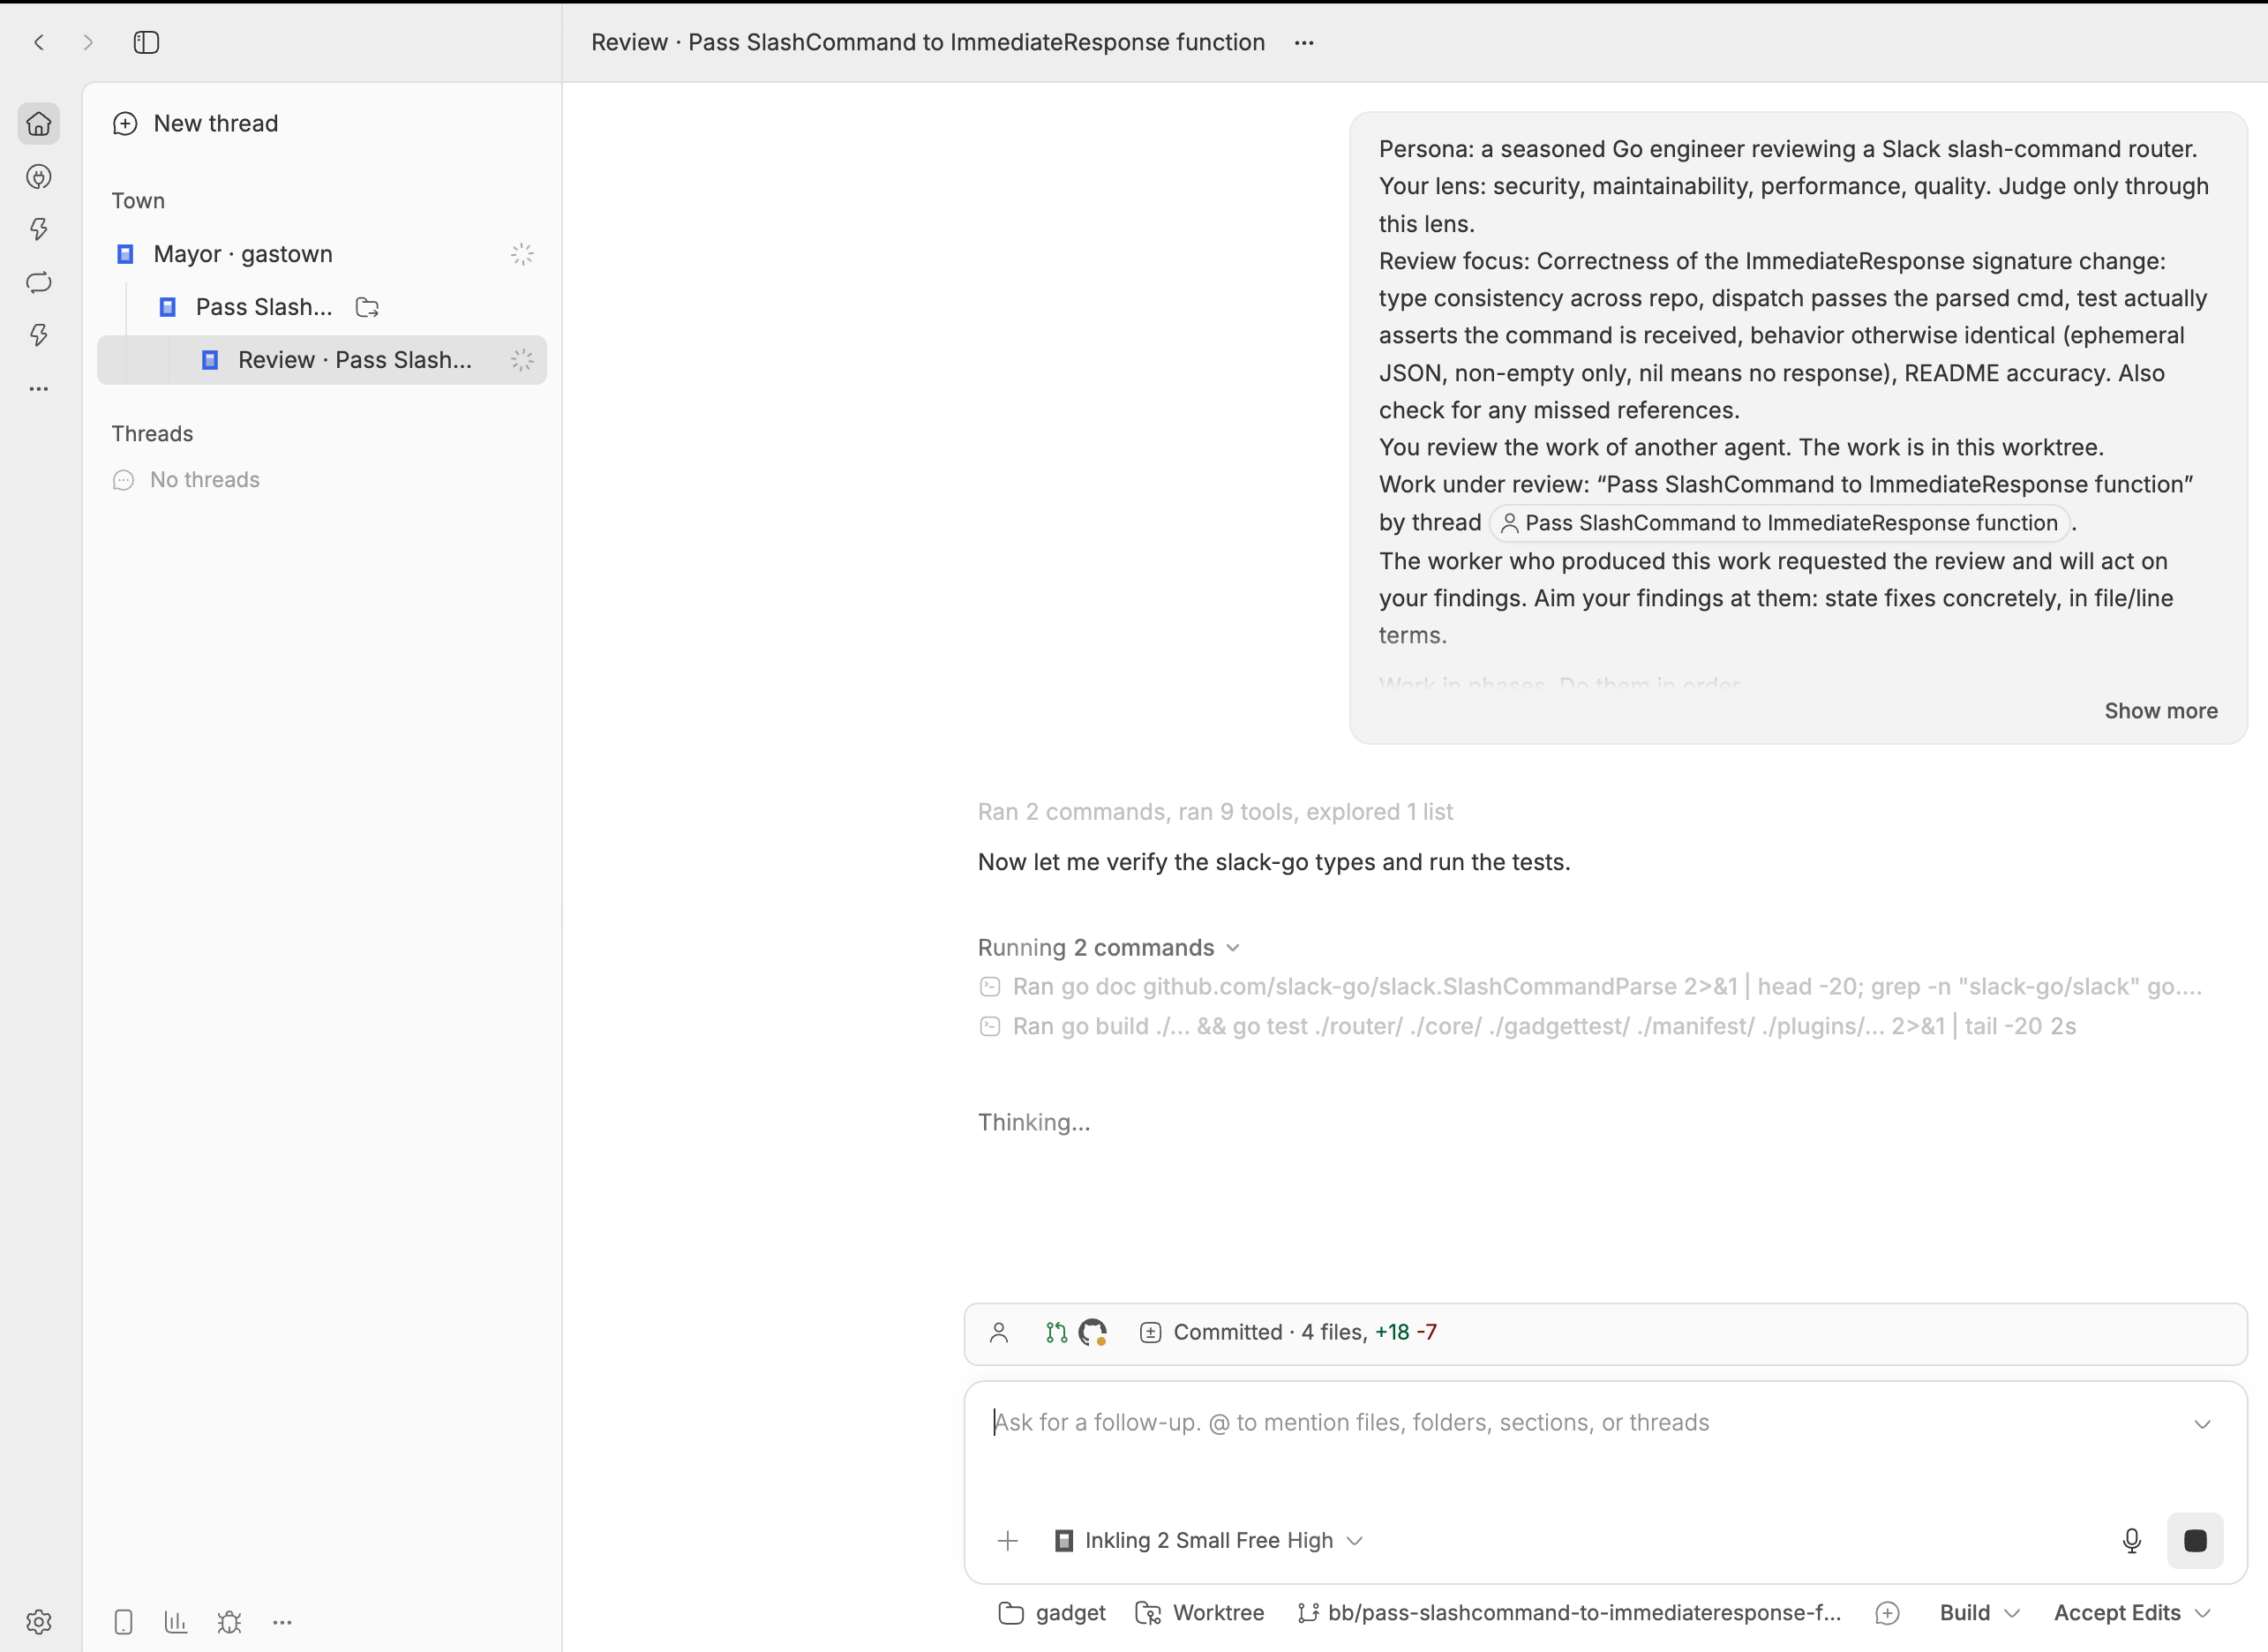 Review · Pass SlashCommand to ImmediateResponse function
New thread
Town
Mayor · gastown
Pass Slash...
Review · Pass Slash...
Threads
No threads
Persona: a seasoned Go engineer reviewing a Slack slash-command router.
Your lens: security, maintainability, performance, quality. Judge only through
this lens.
Review focus: Correctness of the ImmediateResponse signature change:
type consistency across repo, dispatch passes the parsed cmd, test actually
asserts the command is received, behavior otherwise identical (ephemeral
JSON, non-empty only, nil means no response), README accuracy. Also
check for any missed references.
You review the work of another agent. The work is in this worktree.
Work under review: “Pass SlashCommand to ImmediateResponse function”
by thread Pass SlashCommand to ImmediateResponse function.
The worker who produced this work requested the review and will act on
your findings. Aim your findings at them: state fixes concretely, in file/line
terms.
Work in phases. Do them in order
Show more
Ran 2 commands, ran 9 tools, explored 1 list
Now let me verify the slack-go types and run the tests.
Running 2 commands
Ran go doc github.com/slack-go/slack.SlashCommandParse 2>&1 | head -20; grep -n "slack-go/slack" go....
Ran go build ./... && go test ./router/ ./core/ ./gadgettest/ ./manifest/ ./plugins/... 2>&1 | tail -20 2s
Thinking...
Committed · 4 files, +18 -7
Ask for a follow-up. @ to mention files, folders, sections, or threads
Inkling 2 Small Free High
gadget
Worktree
bb/pass-slashcommand-to-immediateresponse-f...
Build
Accept Edits